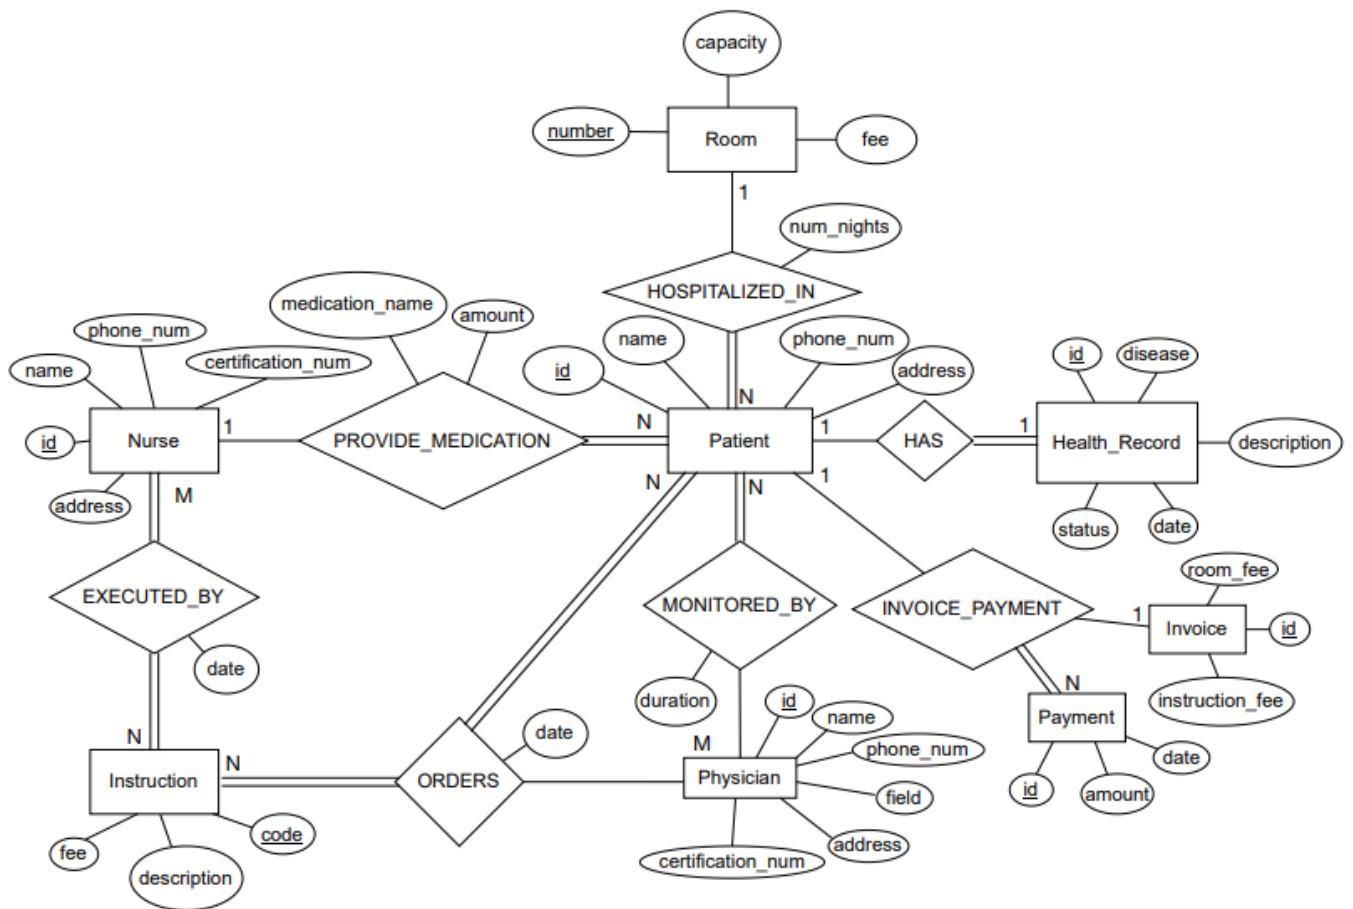 capacity
number
Room
fee
1
num_nights
HOSPITALIZED_IN
medication_name
amount
phone_num
name
certification_num
id
name
phone_num
address
id
disease
N
id
Nurse
1
PROVIDE_MEDICATION
N
Patient
1
HAS
1
Health_Record
description
address
M
N
N
1
status
date
EXECUTED_BY
MONITORED_BY
INVOICE_PAYMENT
room_fee
1
Invoice
id
date
duration
N
instruction_fee
id
name
Payment
N
N
date
M
phone_num
date
Instruction
ORDERS
Physician
field
id
amount
fee
code
description
certification_num
address